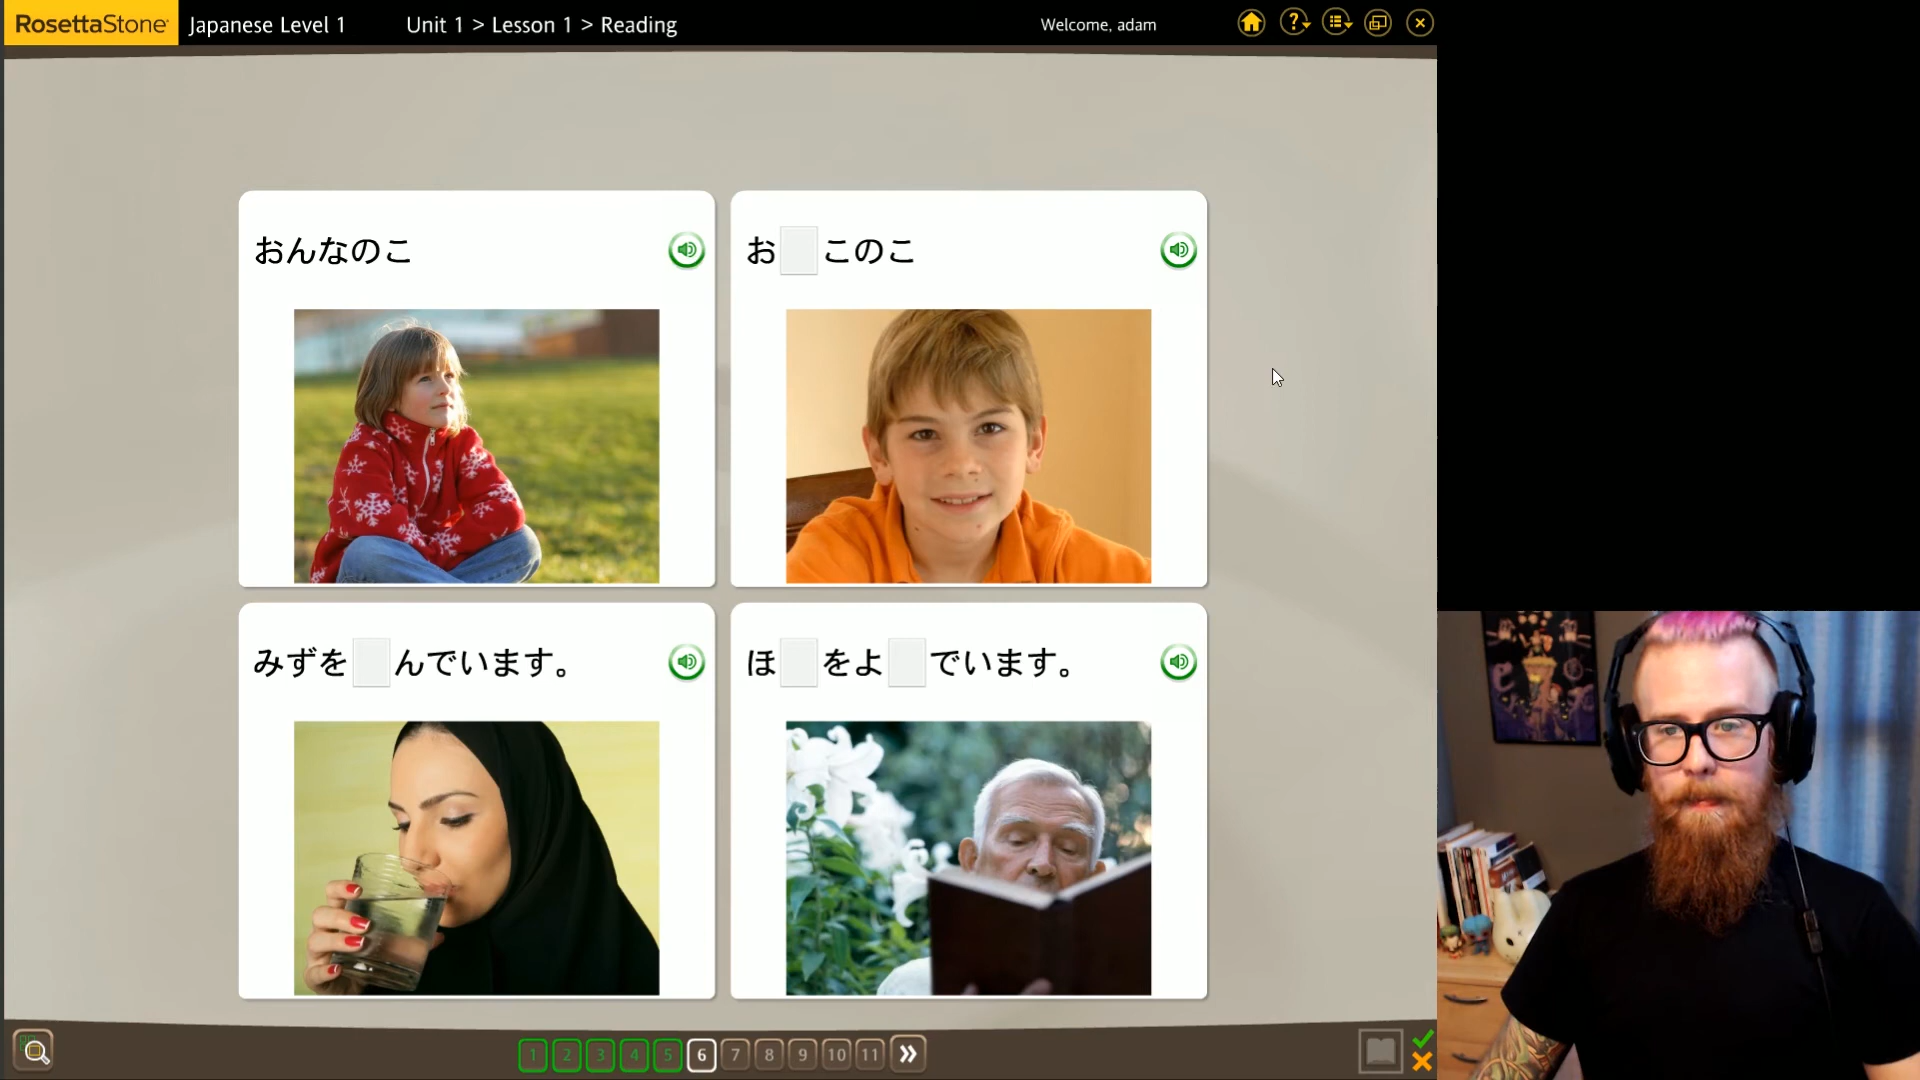 RosettaStone Japanese Level 1 Unit 1 > Lesson 1 > Reading Welcome, adam
おんなのこ
お こ の こ
みずを んでいます。
ほ をよ でいます。
1 2 3 4 5 6 7 8 9 10 11